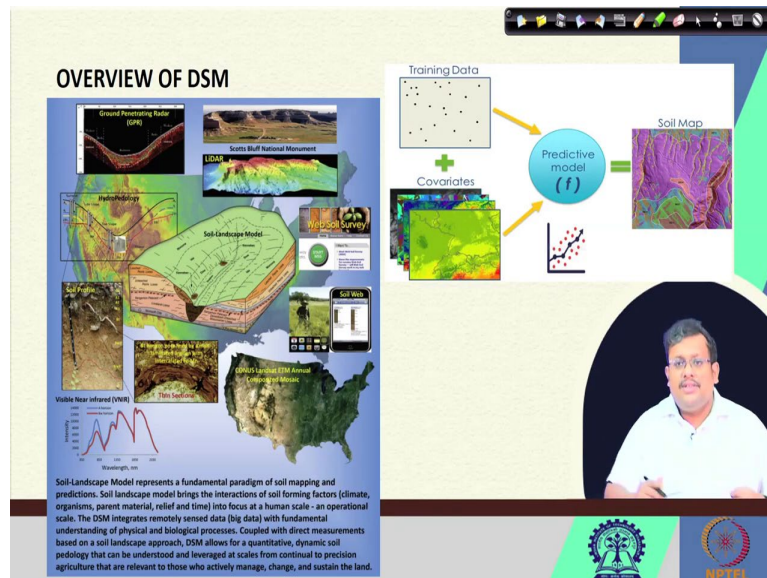 OVERVIEW OF DSM
Ground Penetrating Radar
(GPR)
Scotts Bluff National Monument
LiDAR
HydroPedology
Soil-Landscape Model
Web Soil Survey
Soil Profile
Soil Web
Thin Sections
CONUS Landsat ETM Annual
Composited Mosaic
Visible Near infrared (VNIR)
Intensity
Wavelength, nm
Soil-Landscape Model represents a fundamental paradigm of soil mapping and
predictions. Soil landscape model brings the interactions of soil forming factors (climate,
organisms, parent material, relief and time) into focus at a human scale - an operational
scale. The DSM integrates remotely sensed data (big data) with fundamental
understanding of physical and biological processes. Coupled with direct measurements
based on a soil landscape approach, DSM allows for a quantitative, dynamic soil
pedology that can be understood and leveraged at scales from continual to precision
agriculture that are relevant to those who actively manage, change, and sustain the land.
Training Data
Covariates
Predictive
model
(f)
Soil Map
NPTEL